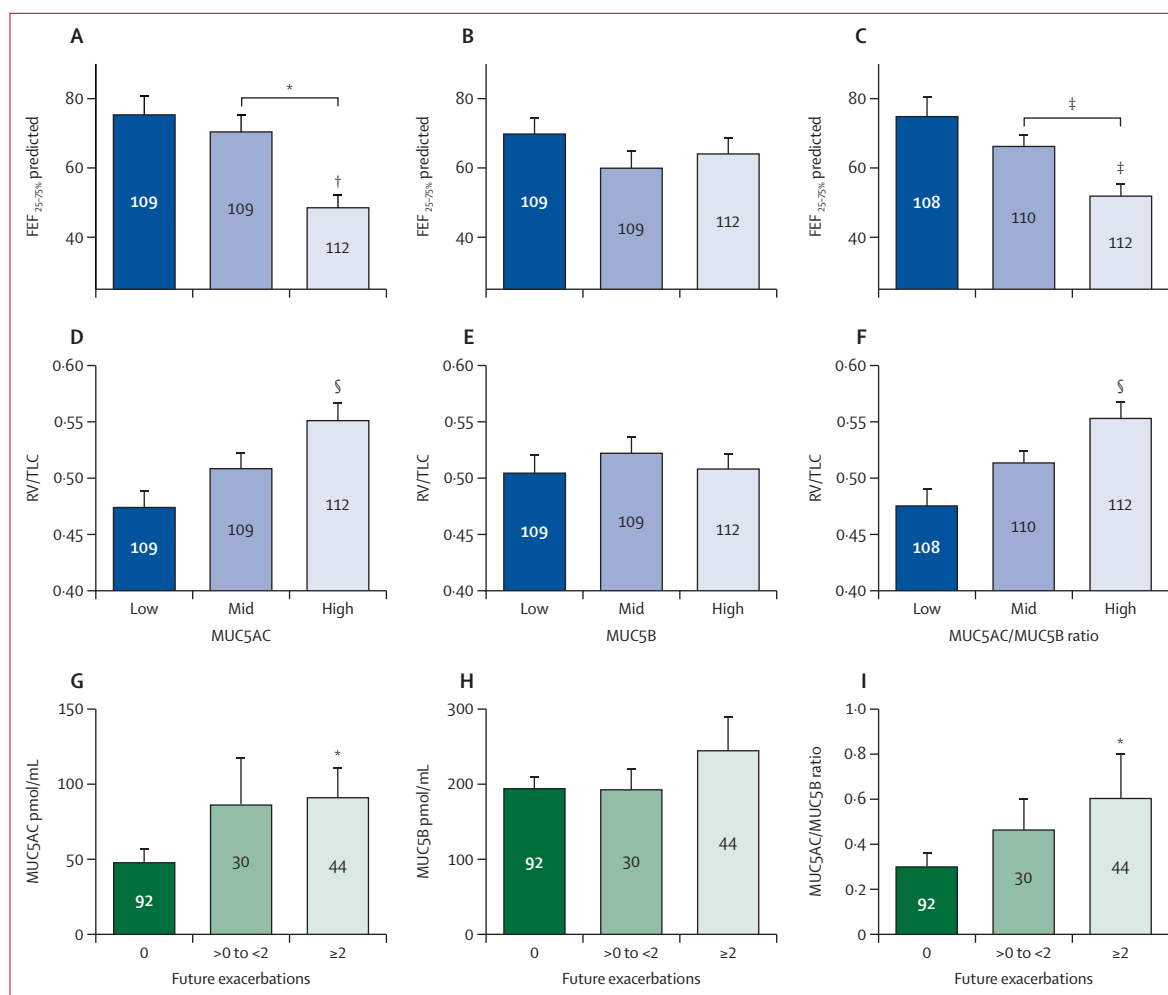 A
B
C
FEF25–75% predicted
80
60
40
109
109
112
*
†
FEF25–75% predicted
80
60
40
109
109
112
FEF25–75% predicted
80
60
40
108
110
112
‡
‡
D
E
F
RV/TLC
0·60
0·55
0·50
0·45
0·40
109
109
112
§
Low
Mid
High
MUC5AC
RV/TLC
0·60
0·55
0·50
0·45
0·40
109
109
112
Low
Mid
High
MUC5B
RV/TLC
0·60
0·55
0·50
0·45
0·40
108
110
112
§
Low
Mid
High
MUC5AC/MUC5B ratio
G
H
I
MUC5AC pmol/mL
150
100
50
0
92
30
44
*
0
>0 to <2
≥2
Future exacerbations
MUC5B pmol/mL
300
200
100
0
92
30
44
0
>0 to <2
≥2
Future exacerbations
MUC5AC/MUC5B ratio
1·0
0·8
0·6
0·4
0·2
0
92
30
44
*
0
>0 to <2
≥2
Future exacerbations